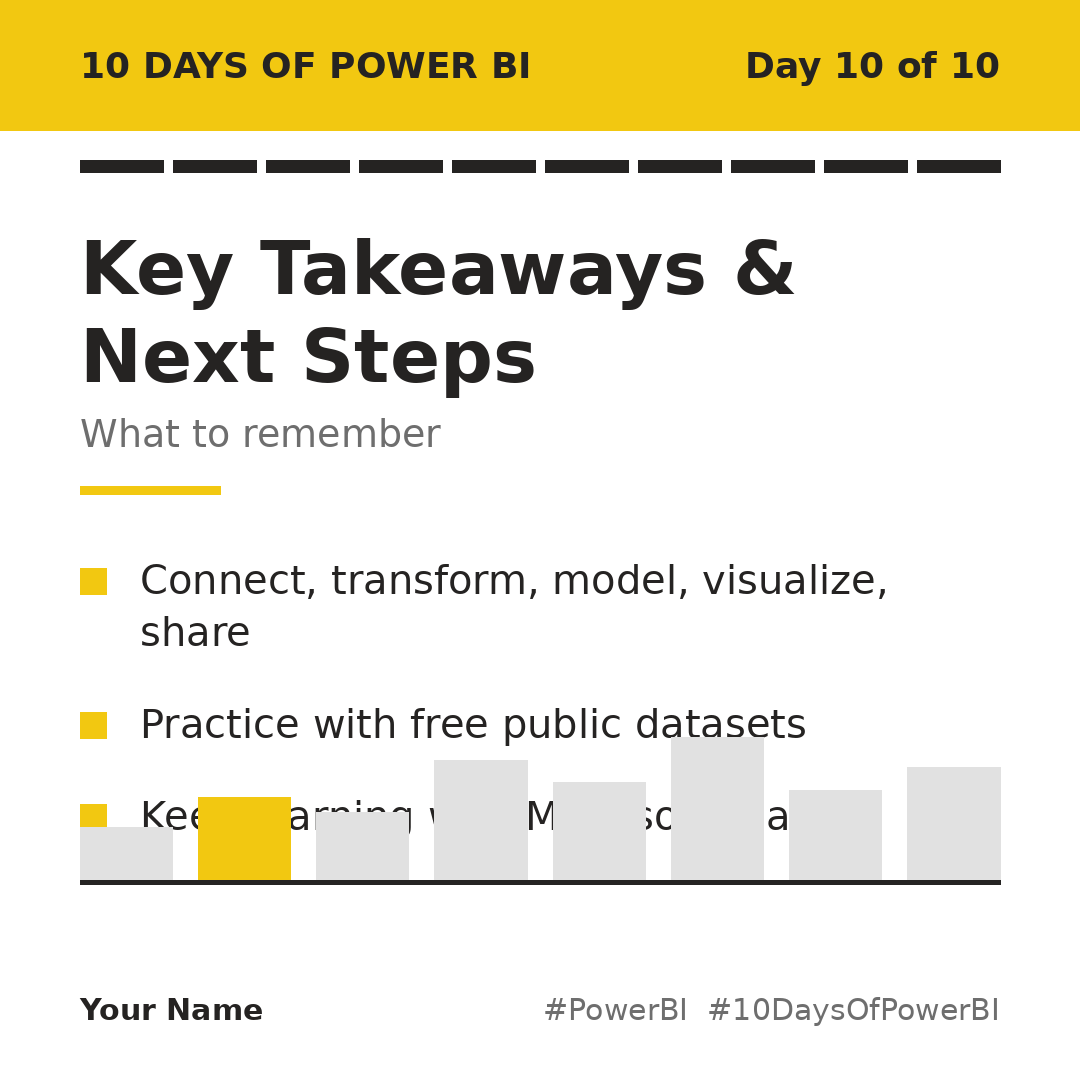 10 DAYS OF POWER BI
Day 10 of 10
Key Takeaways &
Next Steps
What to remember
Connect, transform, model, visualize,
share
Practice with free public datasets
Your Name
#PowerBI #10DaysOfPowerBI